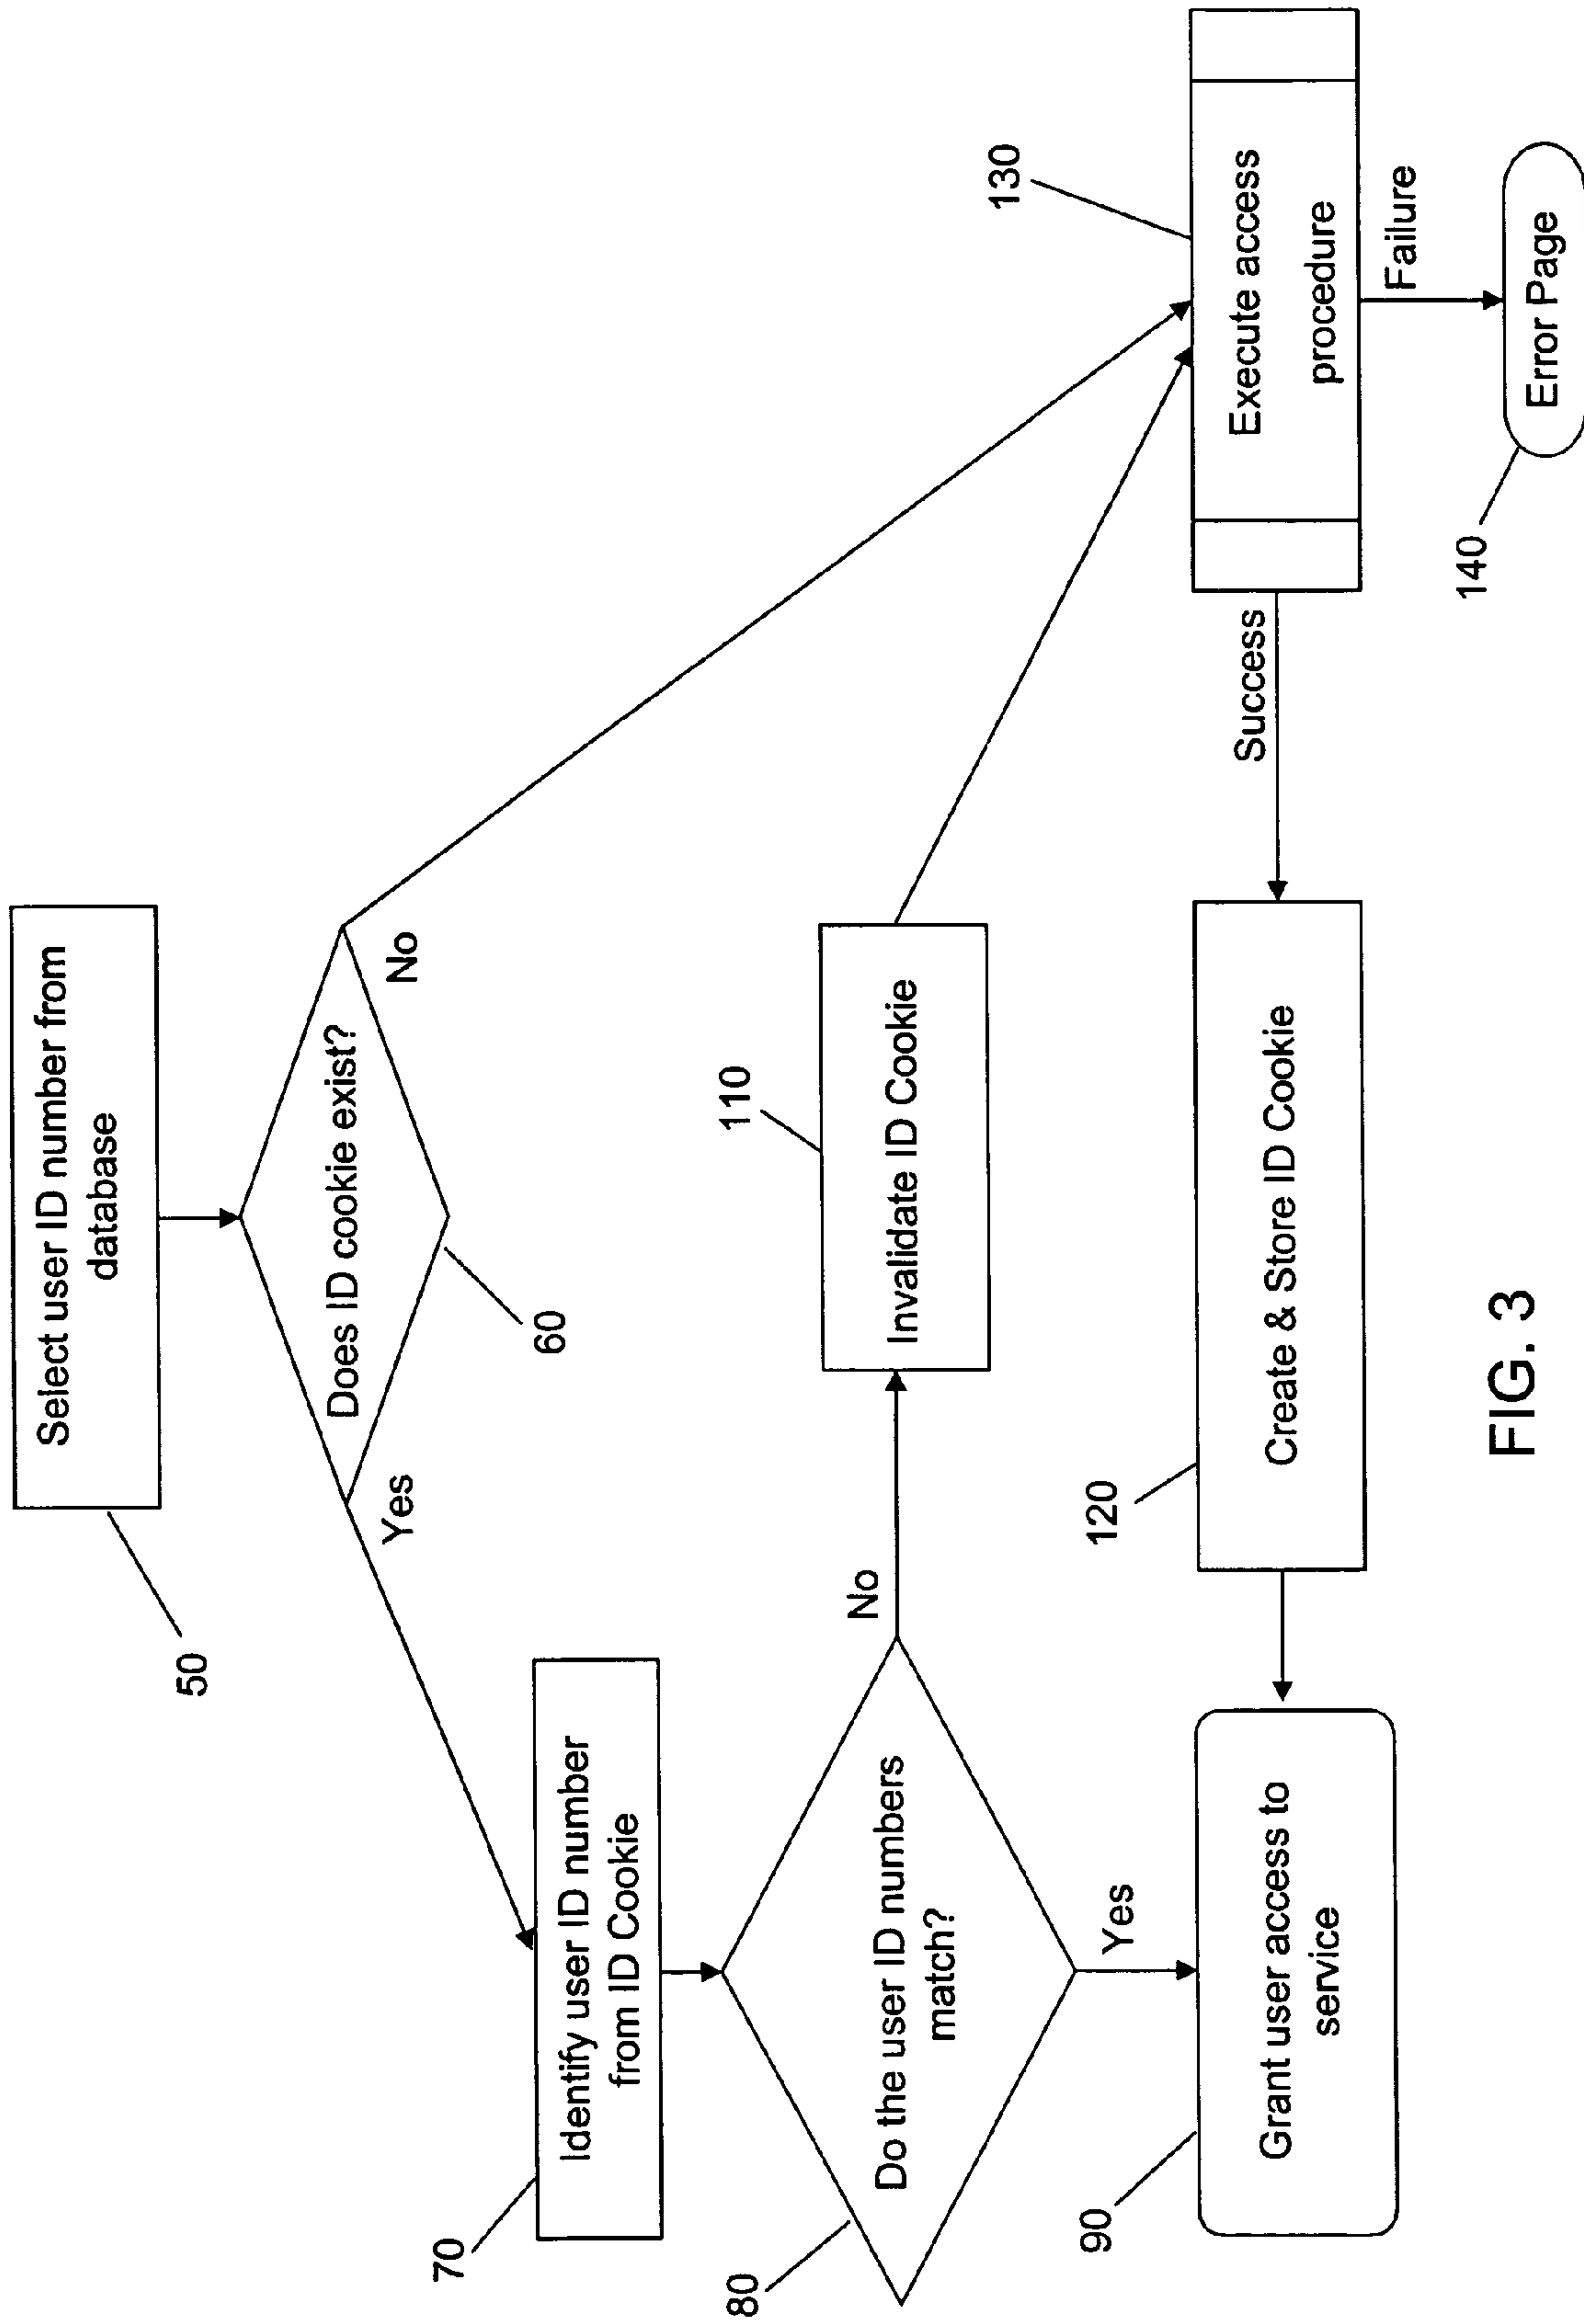 Select user ID number from
database
50
Does ID cookie exist?
60
Yes
No
Identify user ID number
from ID Cookie
70
Do the user ID numbers
match?
80
No
Yes
110
Invalidate ID Cookie
130
Execute access
procedure
Success
Failure
120
Create & Store ID Cookie
90
Grant user access to
service
140
Error Page
FIG. 3